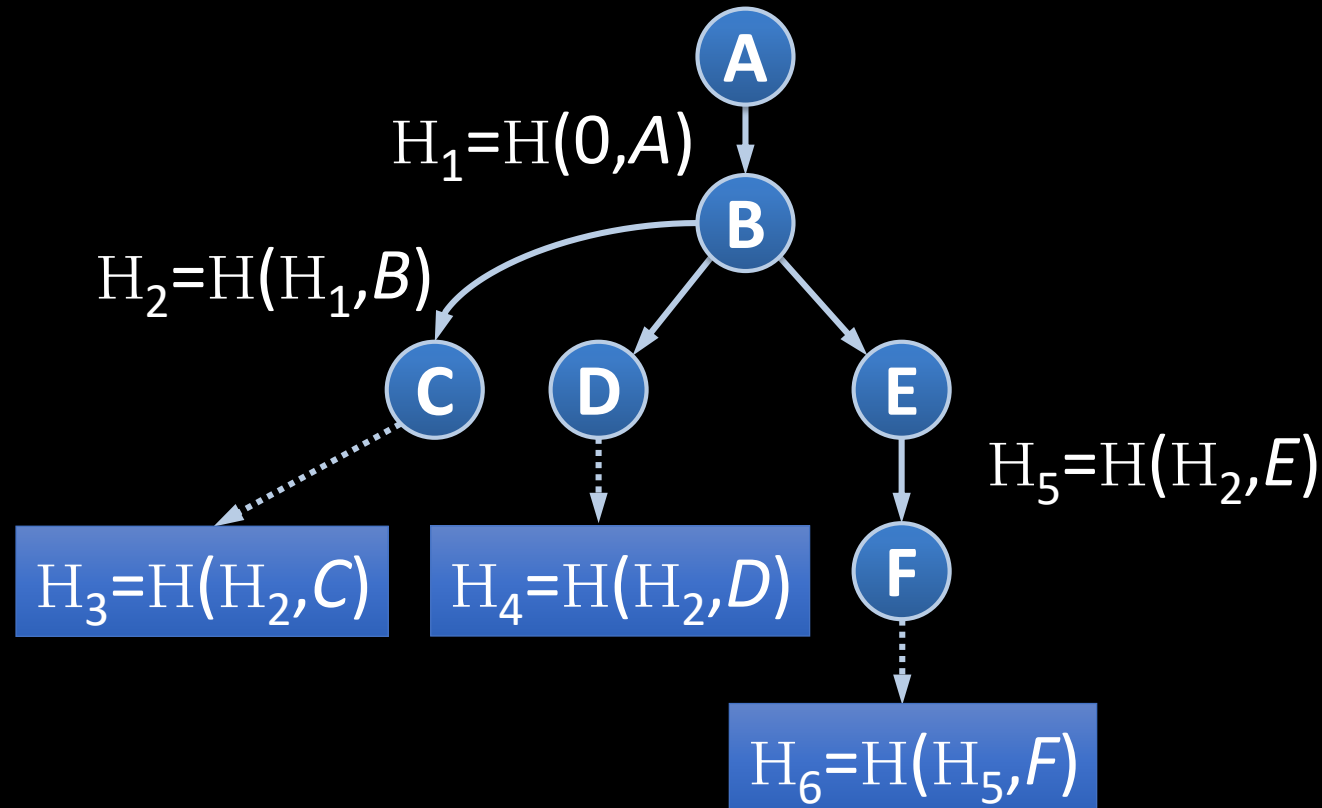 A
H₁=H(0,A)
B
H₂=H(H₁,B)
C
D
E
H₅=H(H₂,E)
H₃=H(H₂,C)
H₄=H(H₂,D)
F
H₆=H(H₅,F)